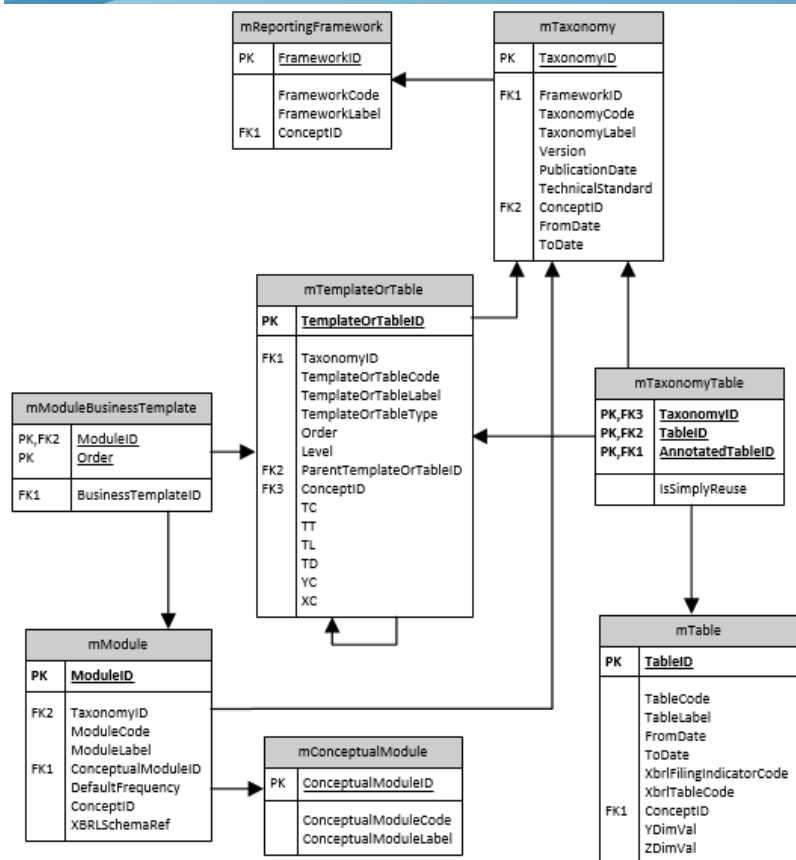 mReportingFramework
PK FrameworkID
FrameworkCode
FrameworkLabel
FK1 ConceptID
mTaxonomy
PK TaxonomyID
FK1 FrameworkID
TaxonomyCode
TaxonomyLabel
Version
PublicationDate
TechnicalStandard
FK2 ConceptID
FromDate
ToDate
mTemplateOrTable
PK TemplateOrTableID
FK1 TaxonomyID
TemplateOrTableCode
TemplateOrTableLabel
TemplateOrTableType
Order
Level
FK2 ParentTemplateOrTableID
FK3 ConceptID
TC
TT
TL
TD
YC
XC
mModuleBusinessTemplate
PK,FK2 ModuleID
PK Order
FK1 BusinessTemplateID
mTaxonomyTable
PK,FK3 TaxonomyID
PK,FK2 TableID
PK,FK1 AnnotatedTableID
IsSimplyReuse
mModule
PK ModuleID
FK2 TaxonomyID
ModuleCode
ModuleLabel
FK1 ConceptualModuleID
DefaultFrequency
ConceptID
XBRLSchemaRef
mConceptualModule
PK ConceptualModuleID
ConceptualModuleCode
ConceptualModuleLabel
mTable
PK TableID
TableCode
TableLabel
FromDate
ToDate
XbrlFilingIndicatorCode
XbrlTableCode
FK1 ConceptID
YDimVal
ZDimVal